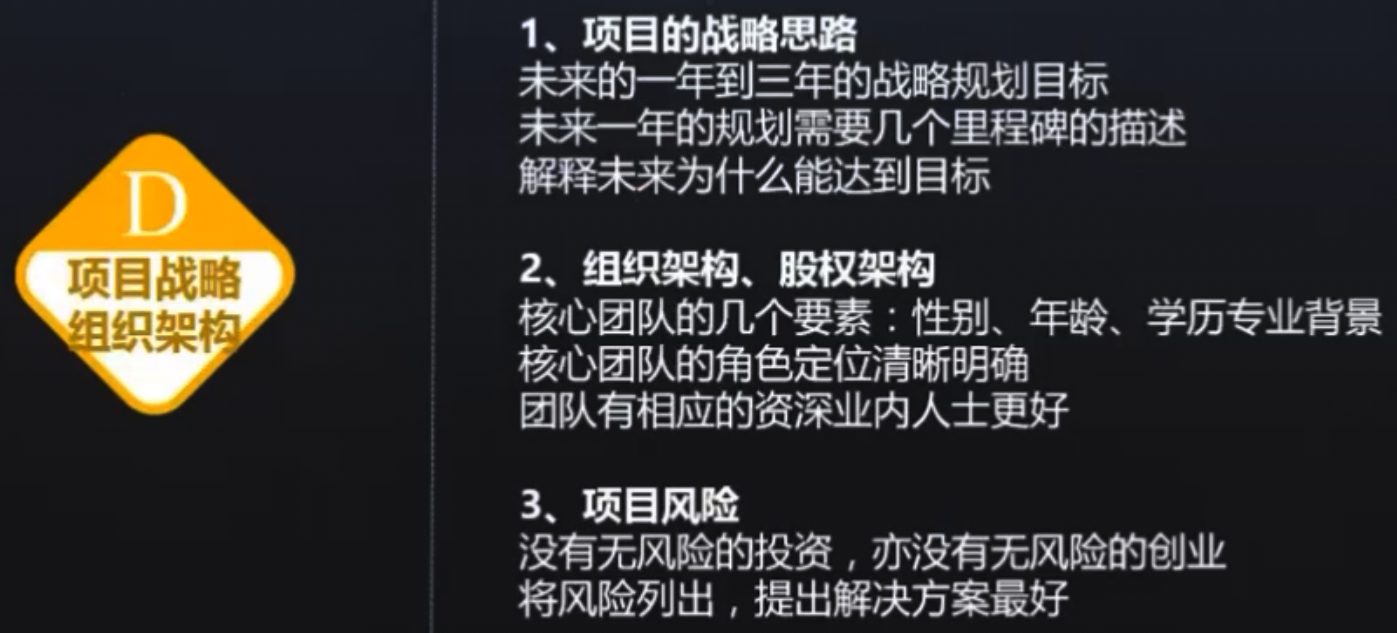 D
项目战略
组织架构
1、项目的战略思路
未来的一年到三年的战略规划目标
未来一年的规划需要几个里程碑的描述
解释未来为什么能达到目标
2、组织架构、股权架构
核心团队的几个要素：性别、年龄、学历专业背景
核心团队的角色定位清晰明确
团队有相应的资深业内人士更好
3、项目风险
没有无风险的投资，亦没有无风险的创业
将风险列出，提出解决方案最好